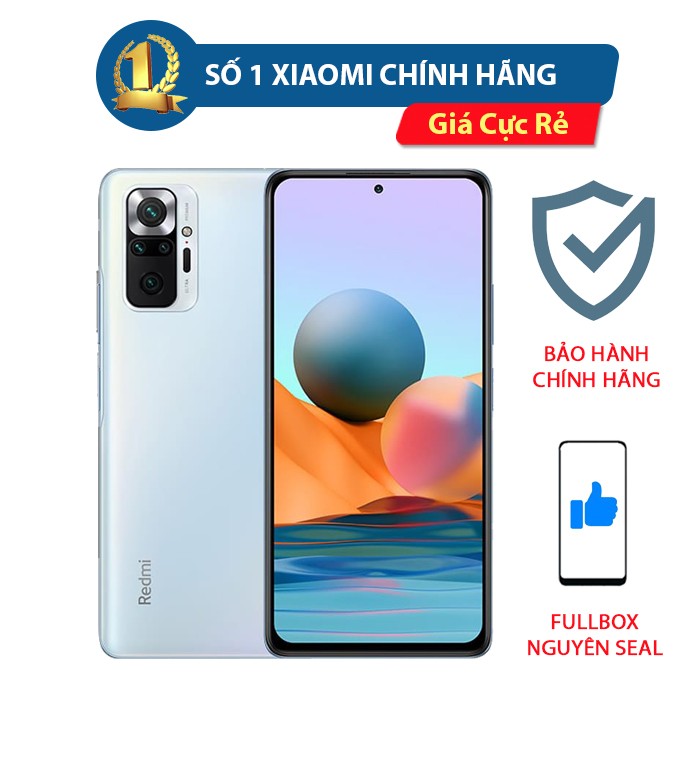 1
SỐ 1 XIAOMI CHÍNH HÃNG
Giá Cực Rẻ
Redmi
BẢO HÀNH
CHÍNH HÃNG
FULLBOX
NGUYÊN SEAL